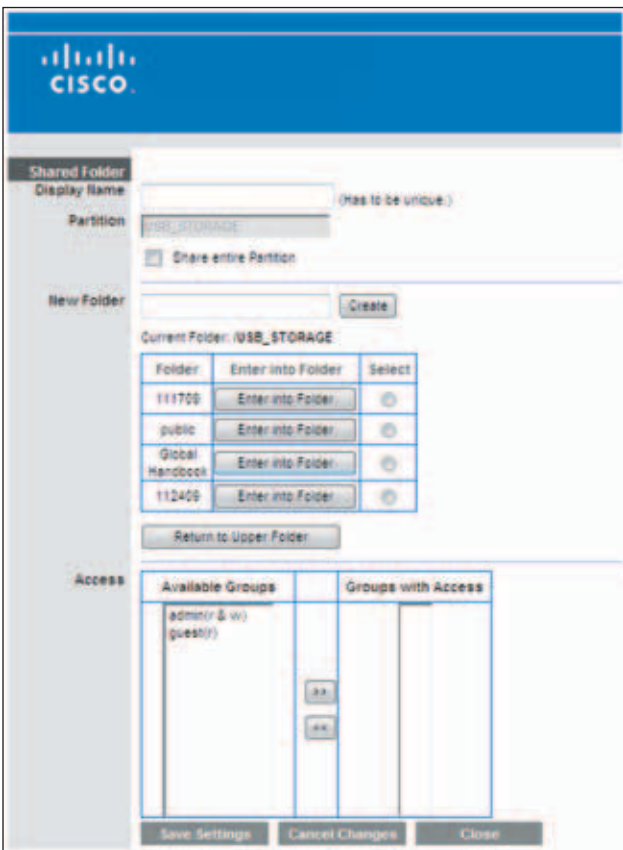 CISCO.
Shared Folder
Display Name (Has to be unique.)
Partition USB_STORAGE
Share entire Partition
New Folder Create
Current Folder: /USB_STORAGE
Folder Enter into Folder Select
111709 Enter into Folder
public Enter into Folder
Global Handbook Enter into Folder
112409 Enter into Folder
Return to Upper Folder
Access Available Groups Groups with Access
admin(r & w)
guest(r)
>>
<<
Save Settings Cancel Changes Close